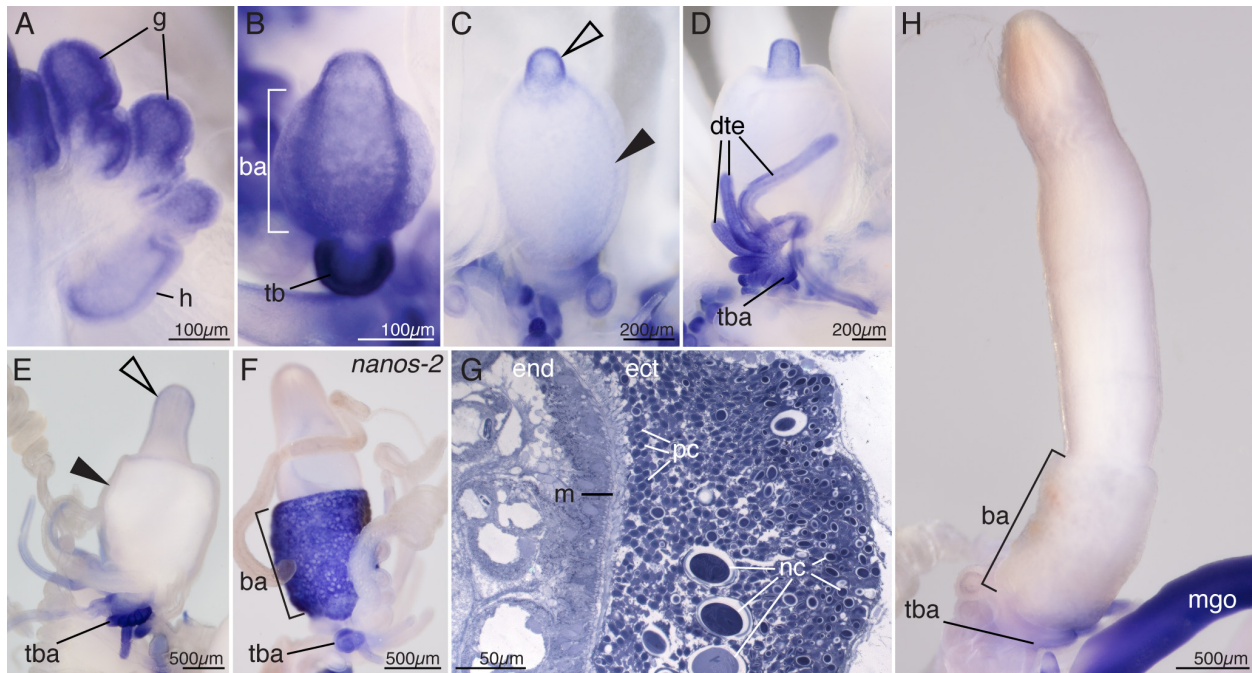 A
g
h
100µm
B
ba
tb
100µm
C
200µm
D
dte
tba
200µm
E
tba
500µm
F
nanos-2
ba
tba
500µm
G
end
ect
pc
m
nc
50µm
H
ba
tba
mgo
500µm